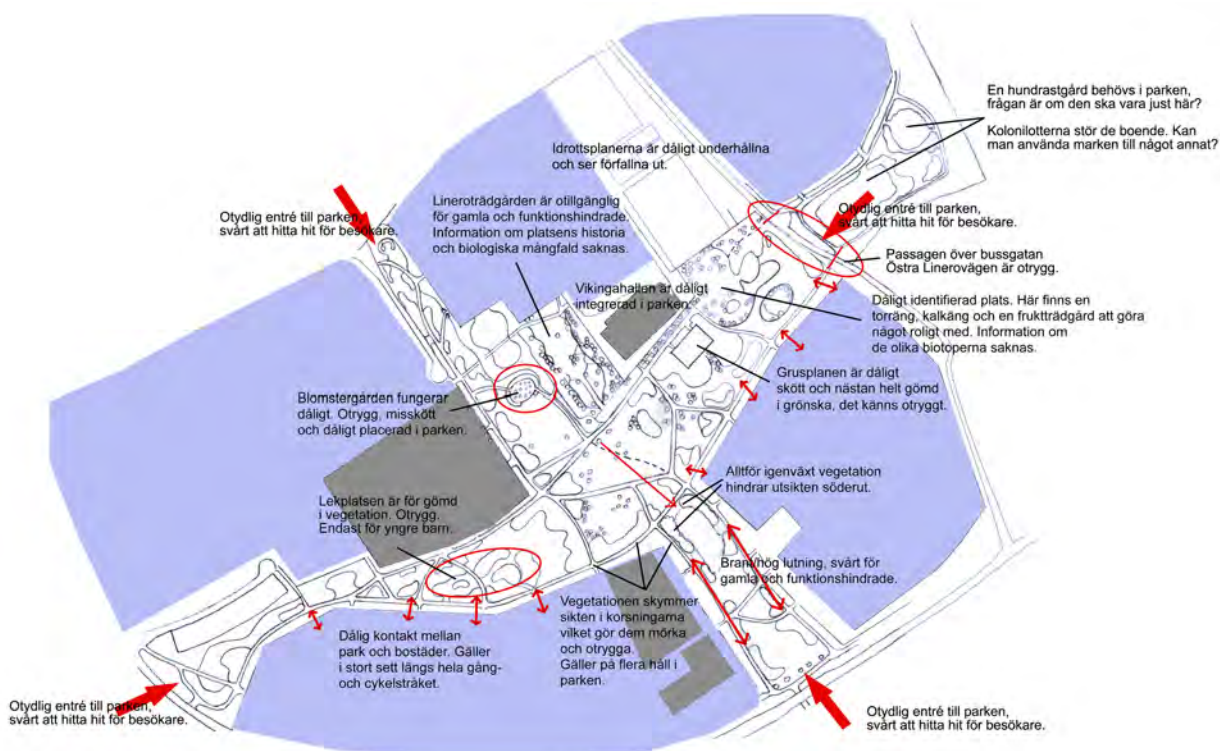 En hundrastgård behövs i parken,
frågan är om den ska vara just här?
Kolonilotterna stör de boende. Kan
man använda marken till något annat?
Idrottsplanerna är dåligt underhållna
och ser förfallna ut.
Lineroträdgården är otillgänglig
för gamla och funktionshindrade.
Information om platsens historia
och biologiska mångfald saknas.
Otydlig entré till parken,
svårt att hitta hit för besökare.
Otydlig entré till parken,
svårt att hitta hit för besökare.
Passagen över bussgatan
Östra Linerovägen är otrygg.
Vikingahallen är dåligt
integrerad i parken.
Dåligt identifierad plats. Här finns en
torräng, kalkäng och en fruktträdgård att göra
något roligt med. Information om
de olika biotoperna saknas.
Grusplanen är dåligt
skött och nästan helt gömd
i grönska, det känns otryggt.
Blomstergården fungerar
dåligt. Otrygg, misskött
och dåligt placerad i parken.
Alltför igenväxt vegetation
hindrar utsikten söderut.
Lekplatsen är för gömd
i vegetation. Otrygg.
Endast för yngre barn.
Brant/hög lutning, svårt för
gamla och funktionshindrade.
Vegetationen skymmer
sikten i korsningarna
vilket gör dem mörka
och otrygga.
Gäller på flera håll i
parken.
Dålig kontakt mellan
park och bostäder. Gäller
i stort sett längs hela gång-
och cykelstråket.
Otydlig entré till parken,
svårt att hitta hit för besökare.
Otydlig entré till parken,
svårt att hitta hit för besökare.